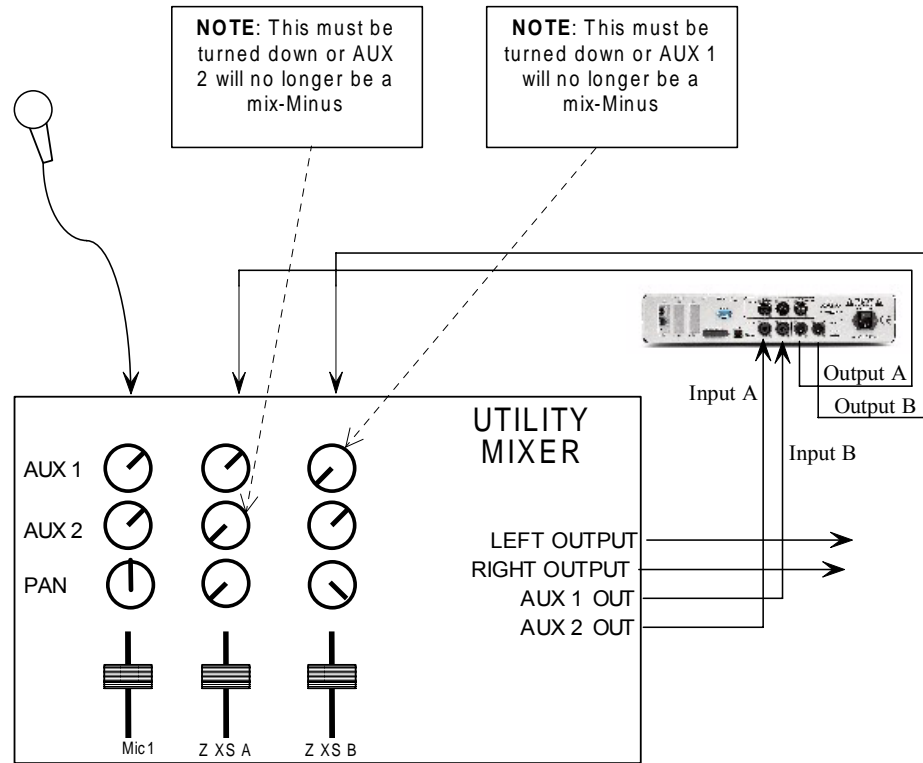 NOTE: This must be
turned down or AUX
2 will no longer be a
mix-Minus
NOTE: This must be
turned down or AUX 1
will no longer be a
mix-Minus
Output A
Input A
Output B
UTILITY
MIXER
Input B
AUX 1
AUX 2
LEFT OUTPUT
RIGHT OUTPUT
PAN
AUX 1 OUT
AUX 2 OUT
Mic1
Z XS A
Z XS B